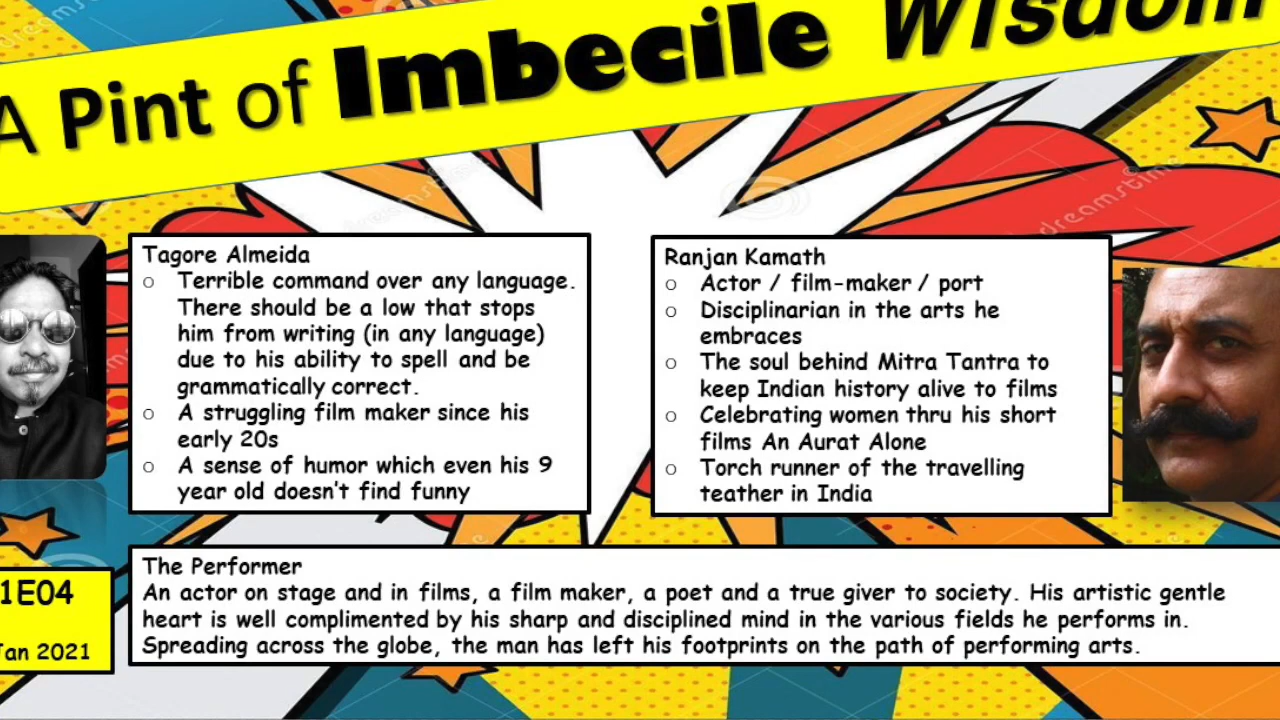 A Pint of Imbecile Wisdom
Tagore Almeida
o Terrible command over any language.
There should be a low that stops
him from writing (in any language)
due to his ability to spell and be
grammatically correct.
o A struggling film maker since his
early 20s
o A sense of humor which even his 9
year old doesn't find funny
Ranjan Kamath
o Actor / film-maker / port
o Disciplinarian in the arts he
embraces
o The soul behind Mitra Tantra to
keep Indian history alive to films
o Celebrating women thru his short
films An Aurat Alone
o Torch runner of the travelling
teather in India
1E04
Jan 2021
The Performer
An actor on stage and in films, a film maker, a poet and a true giver to society. His artistic gentle
heart is well complimented by his sharp and disciplined mind in the various fields he performs in.
Spreading across the globe, the man has left his footprints on the path of performing arts.
dreamstime